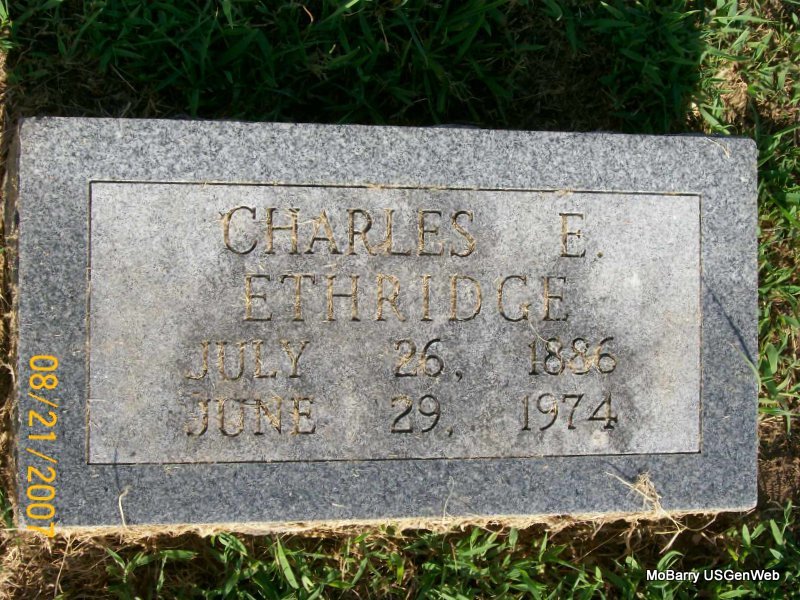 CHARLES E.
ETHRIDGE
JULY 26, 1886
JUNE 29, 1974
08/21/2007
MoBarry USGenWeb